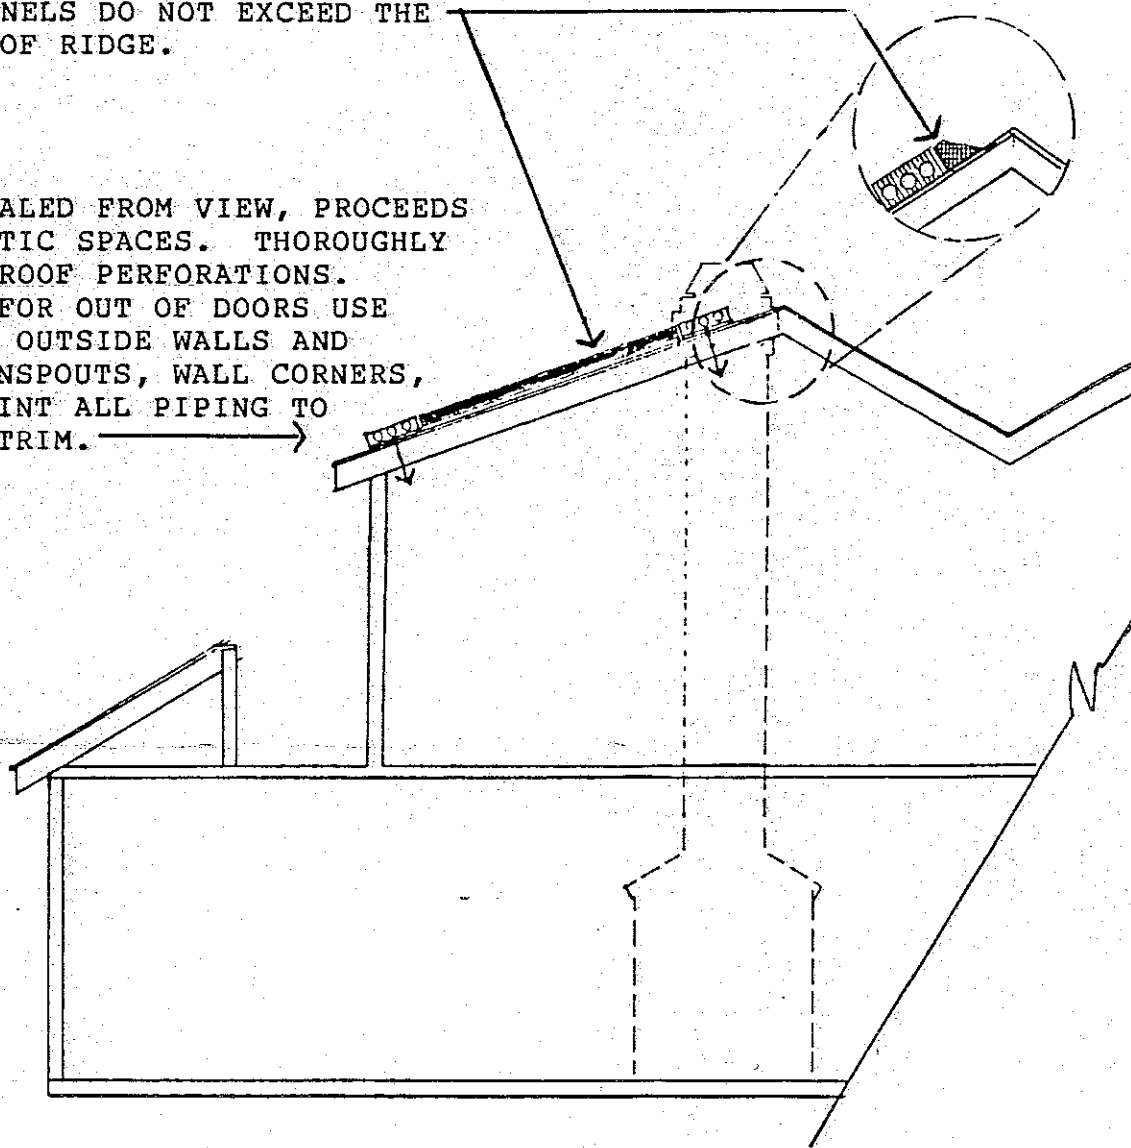 NELS DO NOT EXCEED THE
OF RIDGE.
ALED FROM VIEW, PROCEEDS
TIC SPACES. THOROUGHLY
ROOF PERFORATIONS.
FOR OUT OF DOORS USE
OUTSIDE WALLS AND
NSPOUTS, WALL CORNERS,
INT ALL PIPING TO
TRIM.